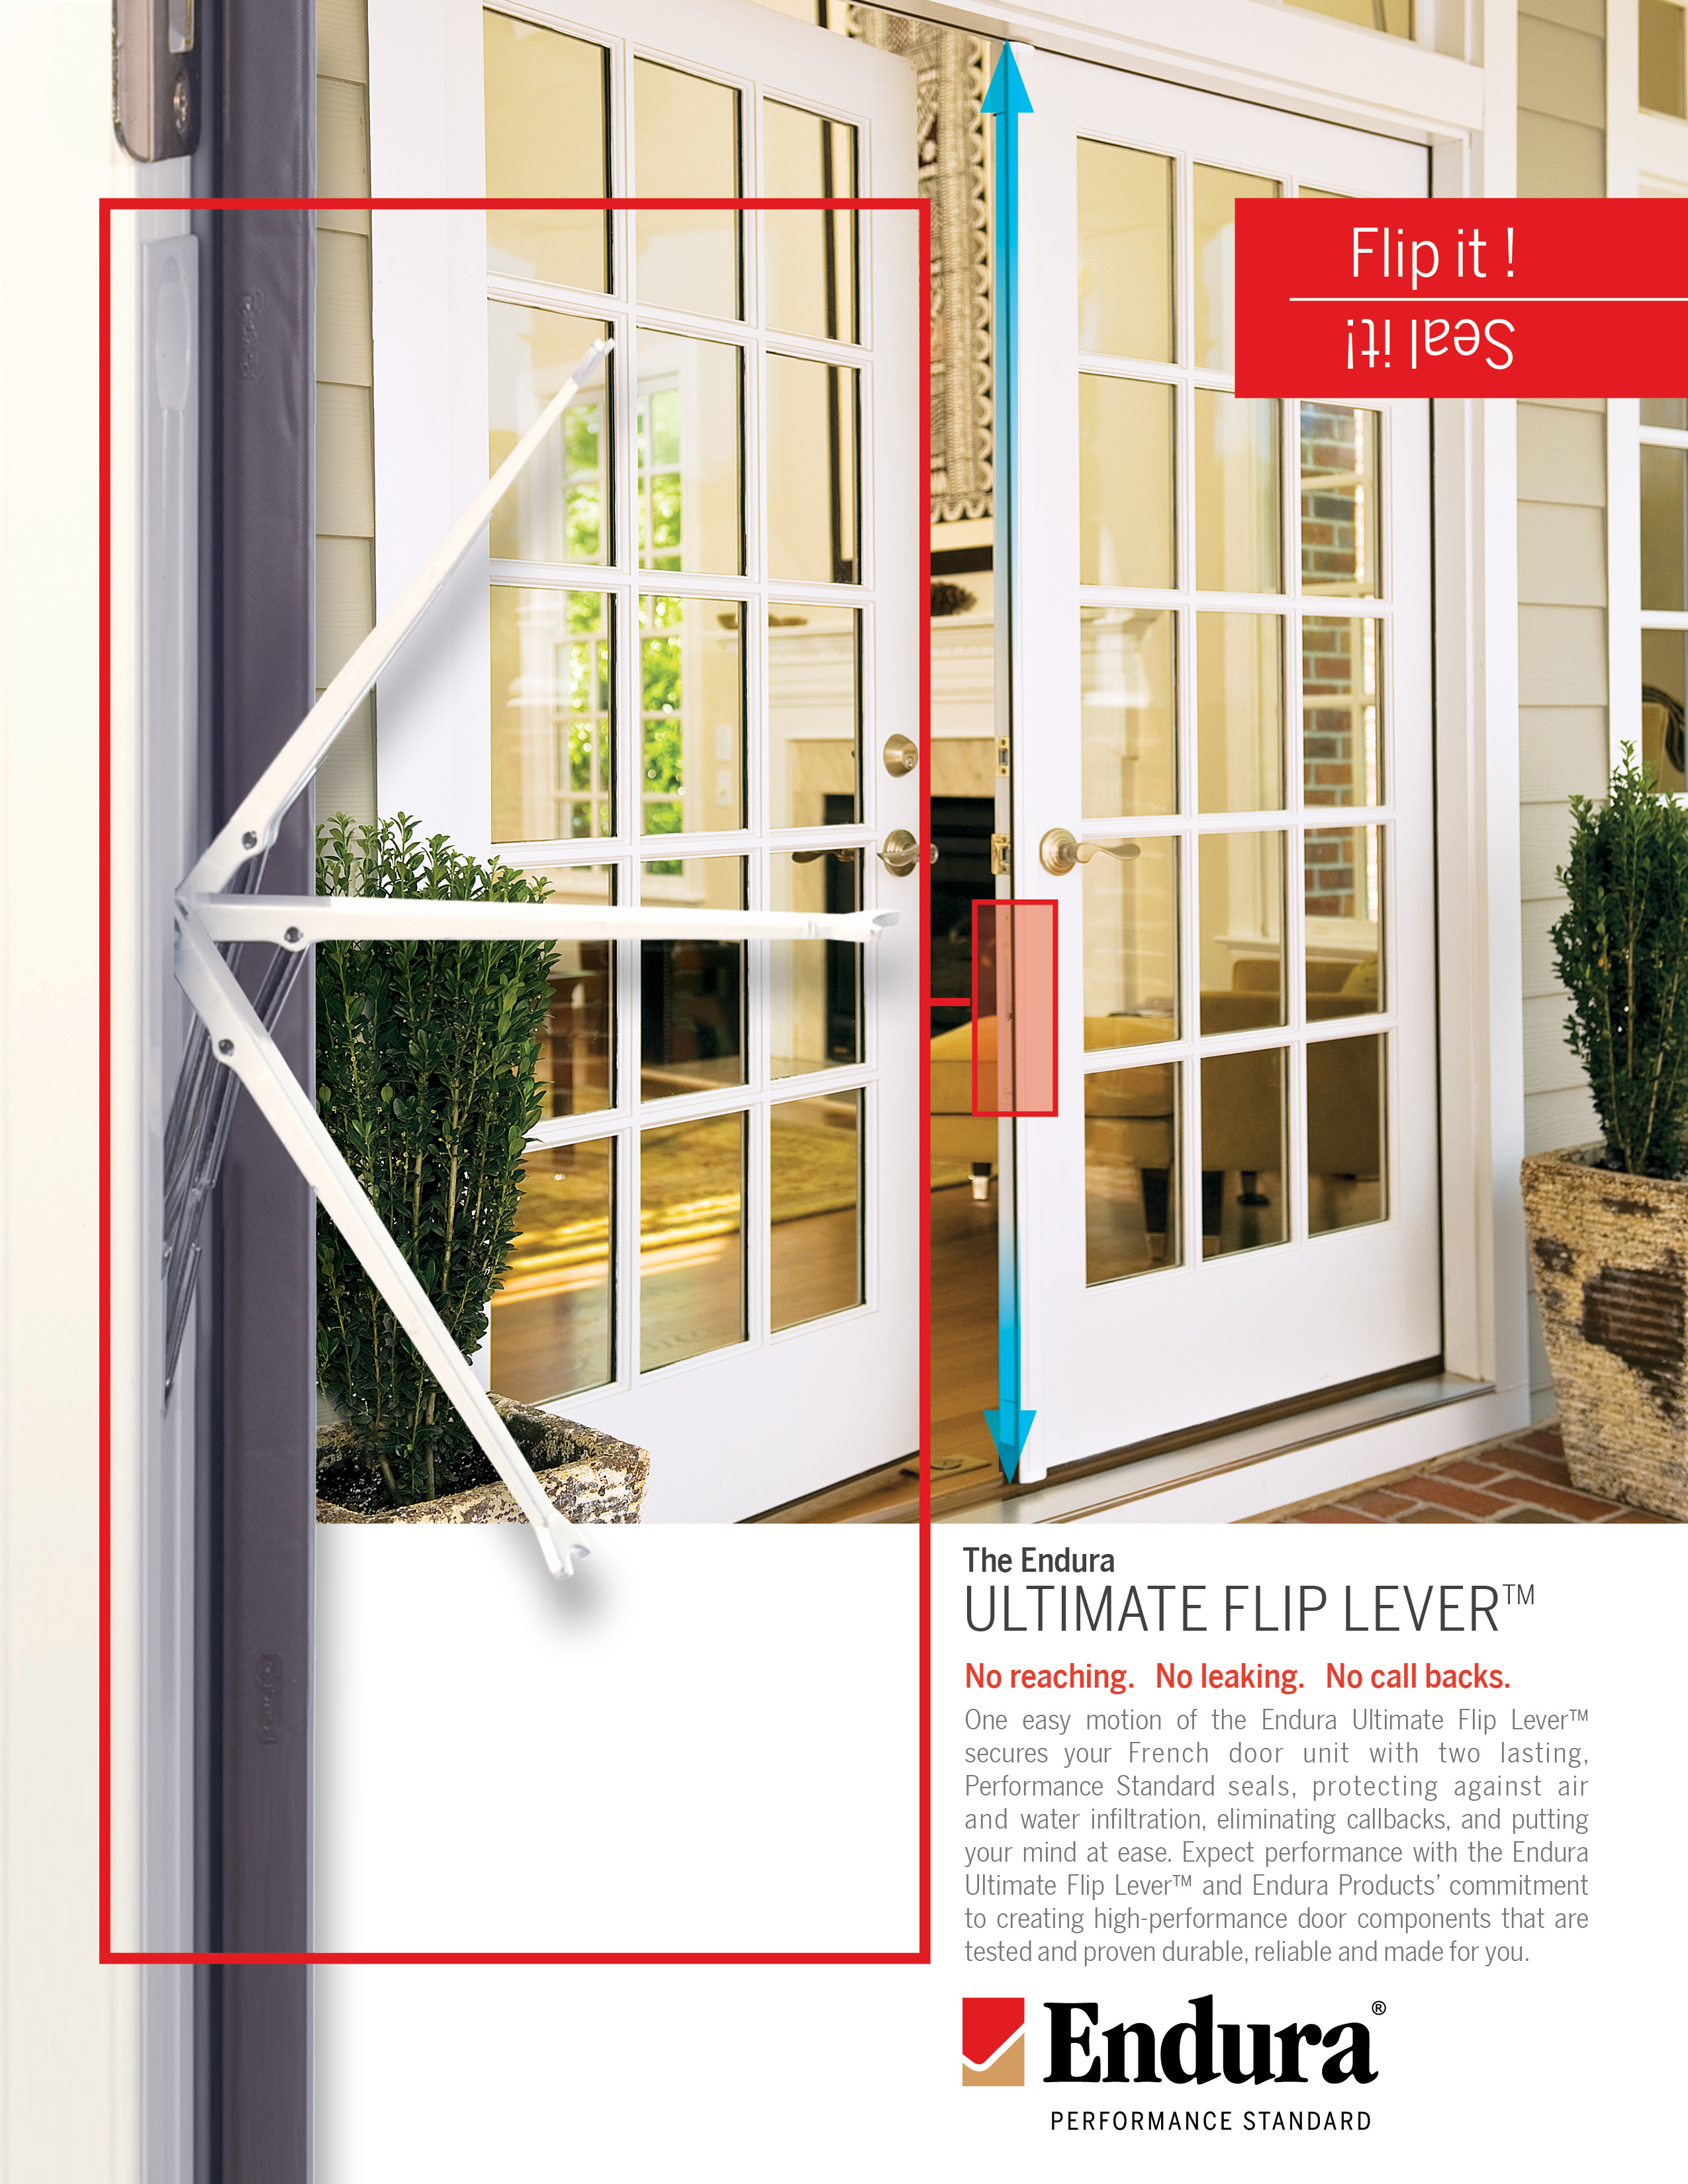 Flip it !
Seal it!
The Endura
ULTIMATE FLIP LEVER™
No reaching. No leaking. No call backs.
One easy motion of the Endura Ultimate Flip Lever™
secures your French door unit with two lasting,
Performance Standard seals, protecting against air
and water infiltration, eliminating callbacks, and putting
your mind at ease. Expect performance with the Endura
Ultimate Flip Lever™ and Endura Products’ commitment
to creating high-performance door components that are
tested and proven durable, reliable and made for you.
Endura®
PERFORMANCE STANDARD